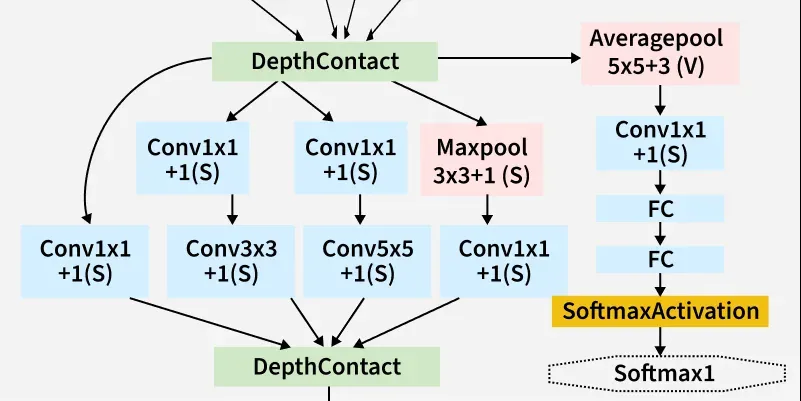 DepthContact
Averagepool
5x5+3 (V)
Conv1x1
+1(S)
Conv1x1
+1(S)
Maxpool
3x3+1 (S)
Conv1x1
+1(S)
FC
Conv1x1
+1(S)
Conv3x3
+1(S)
Conv5x5
+1(S)
Conv1x1
+1(S)
FC
SoftmaxActivation
DepthContact
Softmax1